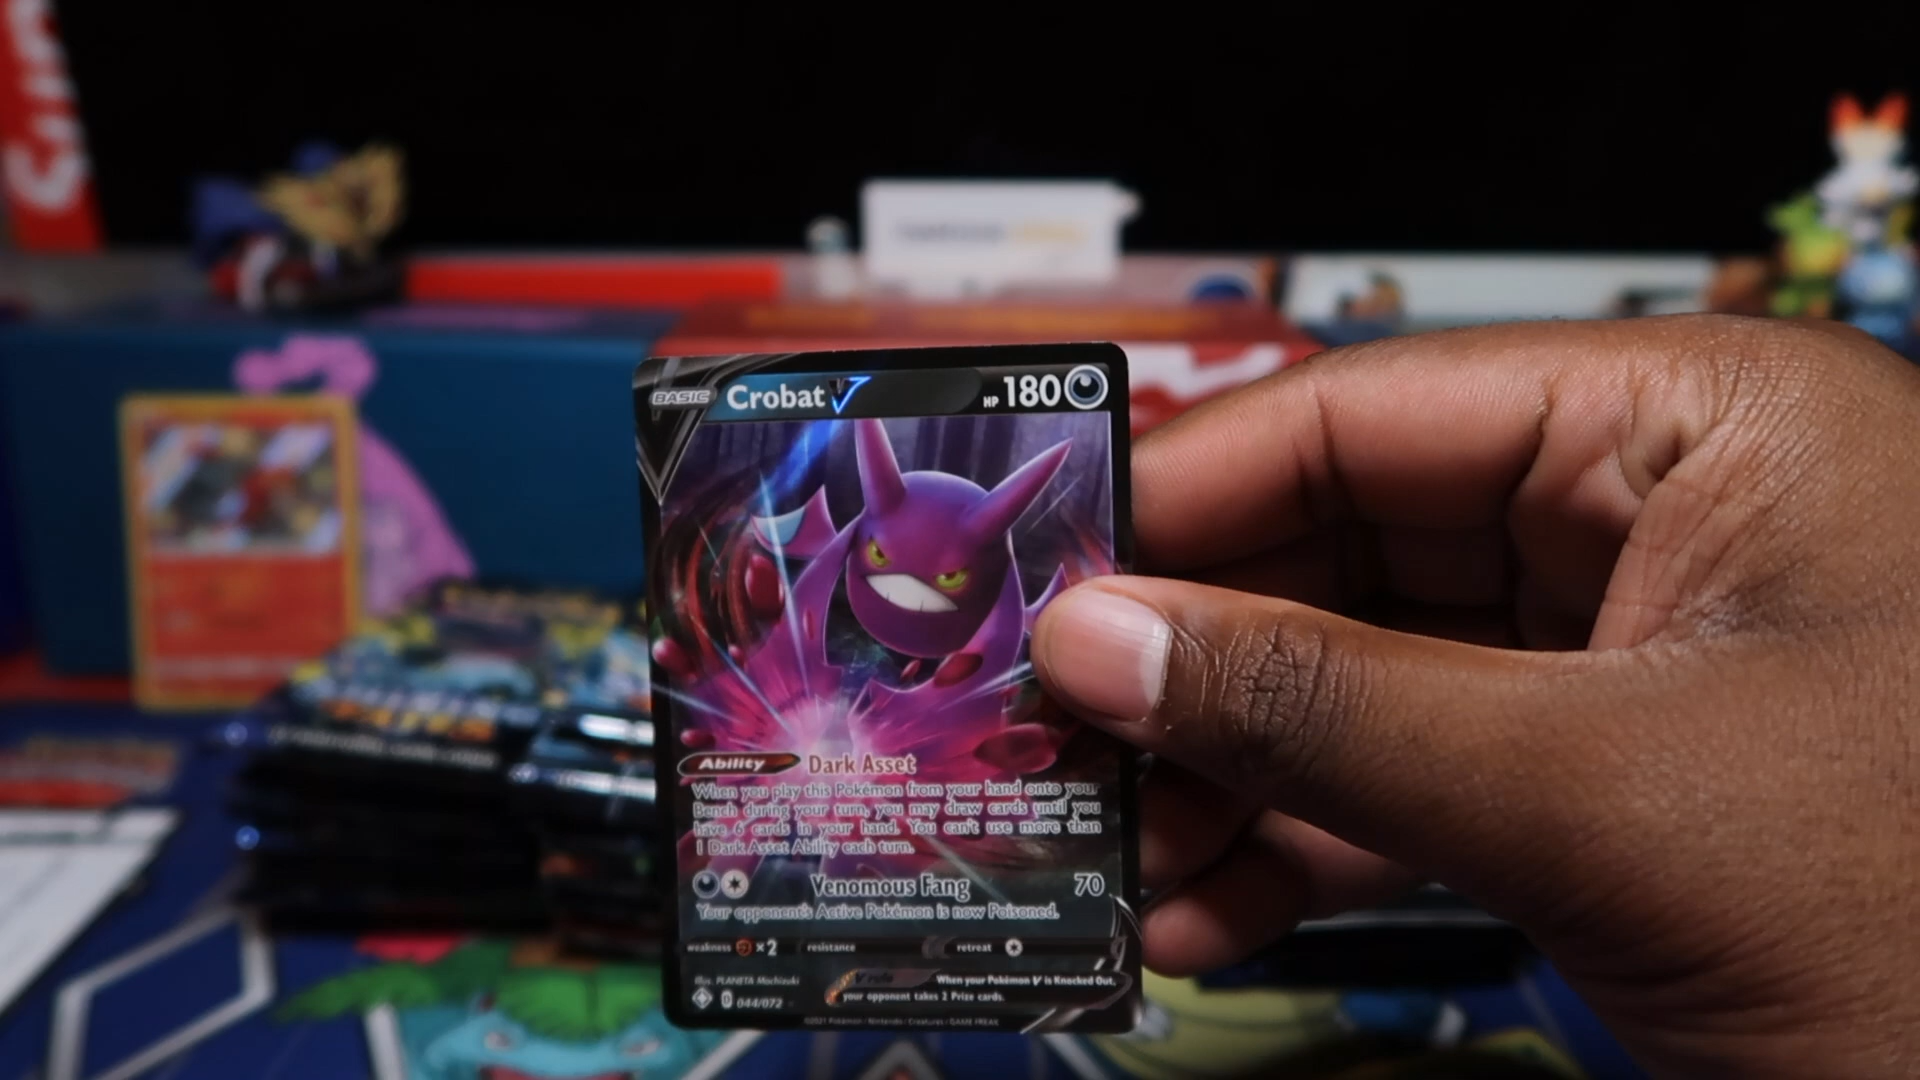 BASIC Crobat V HP 180
Ability Dark Asset
When you play this Pokémon from your hand onto your
Bench during your turn, you may draw cards until you
have 6 cards in your hand. You can't use more than
1 Dark Asset Ability each turn.
Venomous Fang 70
Your opponent's Active Pokémon is now Poisoned.
weakness ×2 resistance retreat
Illus. PLANETA Mochizuki
V rule When your Pokémon V is Knocked Out,
your opponent takes 2 Prize cards.
D 044/072
©2021 Pokémon / Nintendo / Creatures / GAME FREAK